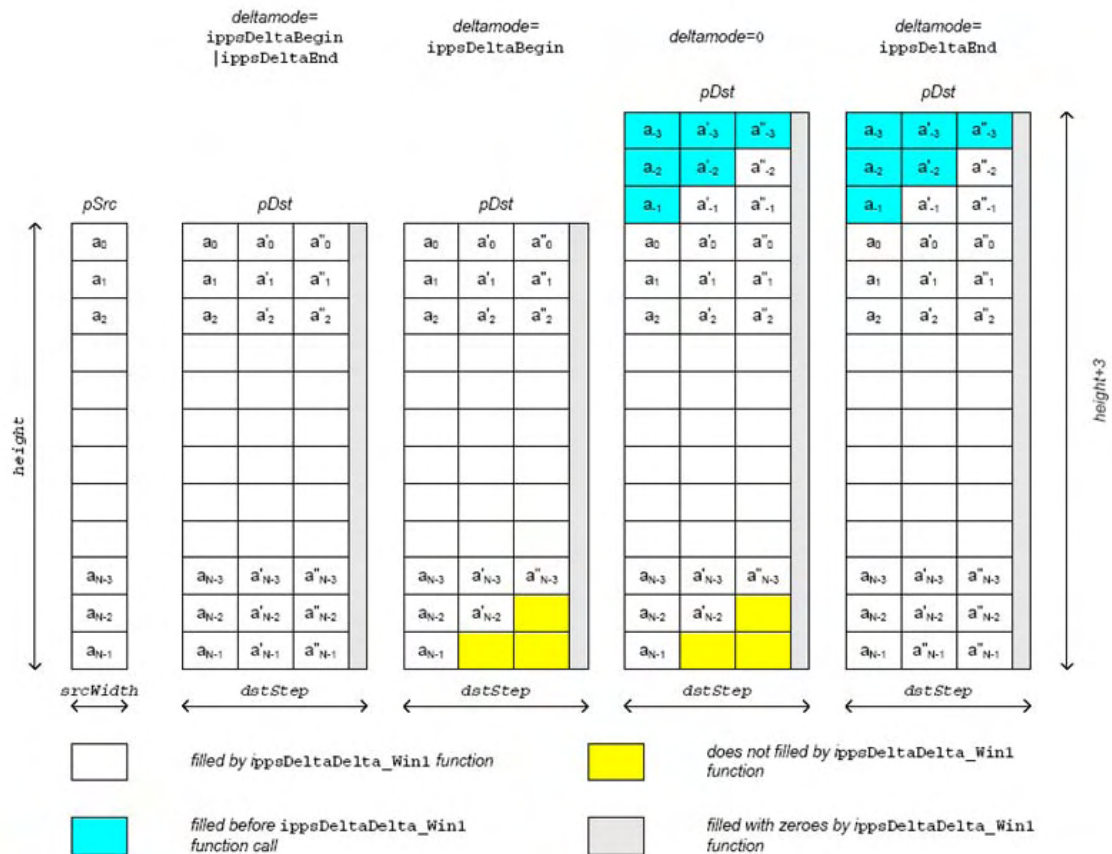 deltamode=
ippsDeltaBegin
|ippsDeltaEnd
deltamode=
ippsDeltaBegin
deltamode=0
deltamode=
ippsDeltaEnd
pDst
pDst
a-3 a'-3 a"-3
a-3 a'-3 a"-3
a-2 a'-2 a"-2
a-2 a'-2 a"-2
pSrc
pDst
pDst
a-1 a'-1 a"-1
a-1 a'-1 a"-1
a0
a0 a'0 a"0
a0 a'0 a"0
a0 a'0 a"0
a0 a'0 a"0
a1
a1 a'1 a"1
a1 a'1 a"1
a1 a'1 a"1
a1 a'1 a"1
a2
a2 a'2 a"2
a2 a'2 a"2
a2 a'2 a"2
a2 a'2 a"2
height
height+3
aN-3
aN-3 a'N-3 a"N-3
aN-3 a'N-3 a"N-3
aN-3 a'N-3 a"N-3
aN-3 a'N-3 a"N-3
aN-2
aN-2 a'N-2 a"N-2
aN-2 a'N-2
aN-2 a'N-2
aN-2 a'N-2 a"N-2
aN-1
aN-1 a'N-1 a"N-1
aN-1
aN-1
aN-1 a"N-1 a"N-1
srcWidth
dstStep
dstStep
dstStep
dstStep
filled by ippsDeltaDelta_Win1 function
does not filled by ippsDeltaDelta_Win1
function
filled before ippsDeltaDelta_Win1
function call
filled with zeroes by ippsDeltaDelta_Win1
function